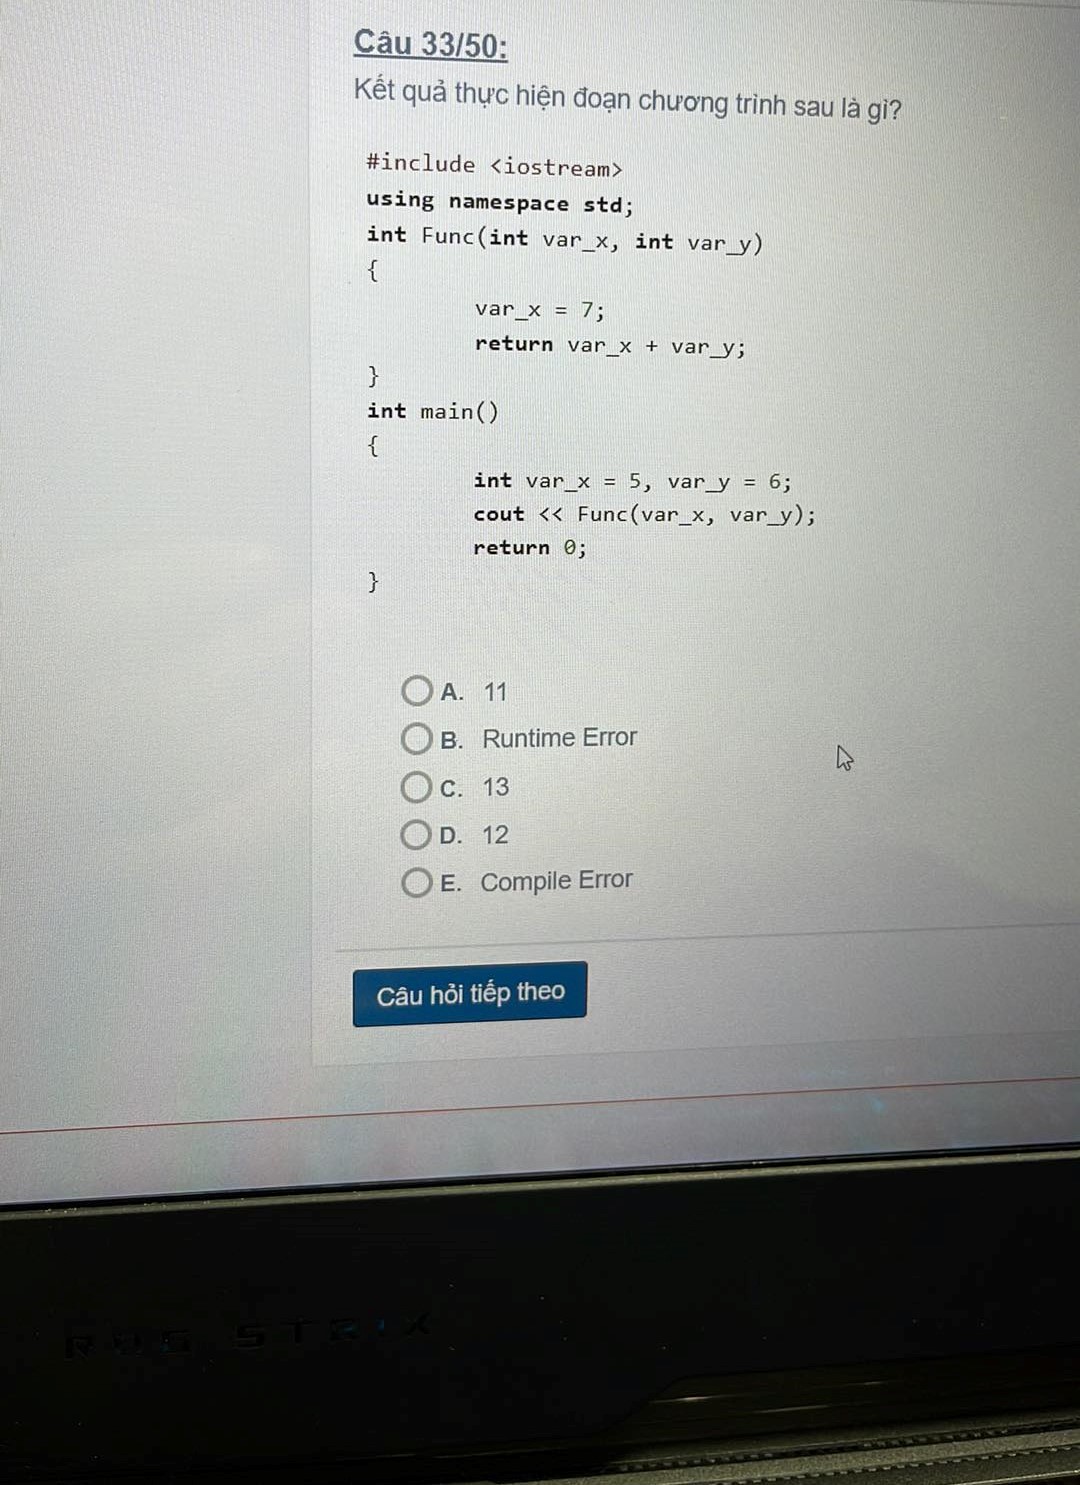 Câu 33/50:
Kết quả thực hiện đoạn chương trình sau là gì?
#include <iostream>
using namespace std;
int Func(int var_x, int var_y)
{
var_x = 7;
return var_x + var_y;
}
int main()
{
int var_x = 5, var_y = 6;
cout << Func(var_x, var_y);
return 0;
}
A. 11
B. Runtime Error
C. 13
D. 12
E. Compile Error
Câu hỏi tiếp theo
ROG STRIX